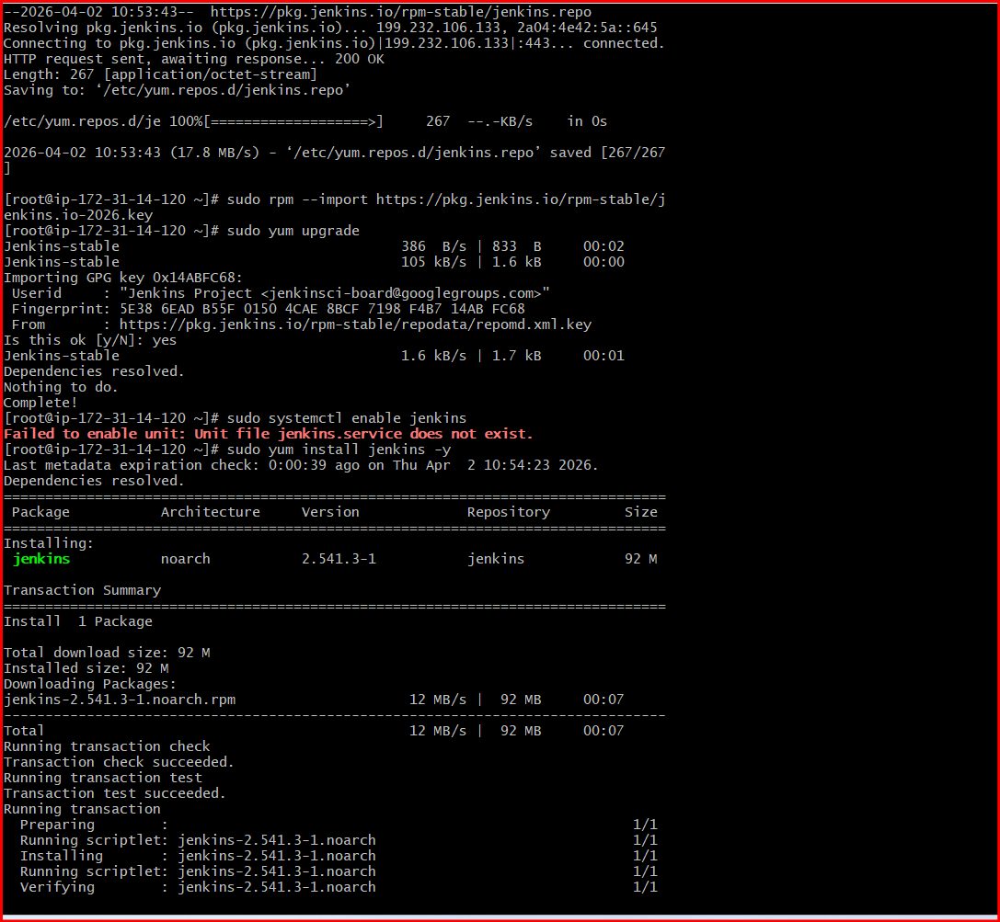 --2026-04-02 10:53:43--  https://pkg.jenkins.io/rpm-stable/jenkins.repo
Resolving pkg.jenkins.io (pkg.jenkins.io)... 199.232.106.133, 2a04:4e42:5a::645
Connecting to pkg.jenkins.io (pkg.jenkins.io)|199.232.106.133|:443... connected.
HTTP request sent, awaiting response... 200 OK
Length: 267 [application/octet-stream]
Saving to: ‘/etc/yum.repos.d/jenkins.repo’
/etc/yum.repos.d/je 100%[===================>]     267  --.-KB/s    in 0s
2026-04-02 10:53:43 (17.8 MB/s) - ‘/etc/yum.repos.d/jenkins.repo’ saved [267/267
]
[root@ip-172-31-14-120 ~]# sudo rpm --import https://pkg.jenkins.io/rpm-stable/j
enkins.io-2026.key
[root@ip-172-31-14-120 ~]# sudo yum upgrade
Jenkins-stable                                  386  B/s | 833  B     00:02
Jenkins-stable                                  105 kB/s | 1.6 kB     00:00
Importing GPG key 0x14ABFC68:
 Userid     : "Jenkins Project <jenkinsci-board@googlegroups.com>"
 Fingerprint: 5E38 6EAD B55F 0150 4CAE 8BCF 7198 F4B7 14AB FC68
 From       : https://pkg.jenkins.io/rpm-stable/repodata/repomd.xml.key
Is this ok [y/N]: yes
Jenkins-stable                                  1.6 kB/s | 1.7 kB     00:01
Dependencies resolved.
Nothing to do.
Complete!
[root@ip-172-31-14-120 ~]# sudo systemctl enable jenkins
Failed to enable unit: Unit file jenkins.service does not exist.
[root@ip-172-31-14-120 ~]# sudo yum install jenkins -y
Last metadata expiration check: 0:00:39 ago on Thu Apr  2 10:54:23 2026.
Dependencies resolved.
================================================================================
 Package           Architecture     Version             Repository         Size
================================================================================
Installing:
 jenkins           noarch           2.541.3-1           jenkins            92 M
Transaction Summary
================================================================================
Install  1 Package
Total download size: 92 M
Installed size: 92 M
Downloading Packages:
jenkins-2.541.3-1.noarch.rpm                     12 MB/s |  92 MB     00:07
--------------------------------------------------------------------------------
Total                                            12 MB/s |  92 MB     00:07
Running transaction check
Transaction check succeeded.
Running transaction test
Transaction test succeeded.
Running transaction
  Preparing        :                                                        1/1
  Running scriptlet: jenkins-2.541.3-1.noarch                               1/1
  Installing       : jenkins-2.541.3-1.noarch                               1/1
  Running scriptlet: jenkins-2.541.3-1.noarch                               1/1
  Verifying        : jenkins-2.541.3-1.noarch                               1/1